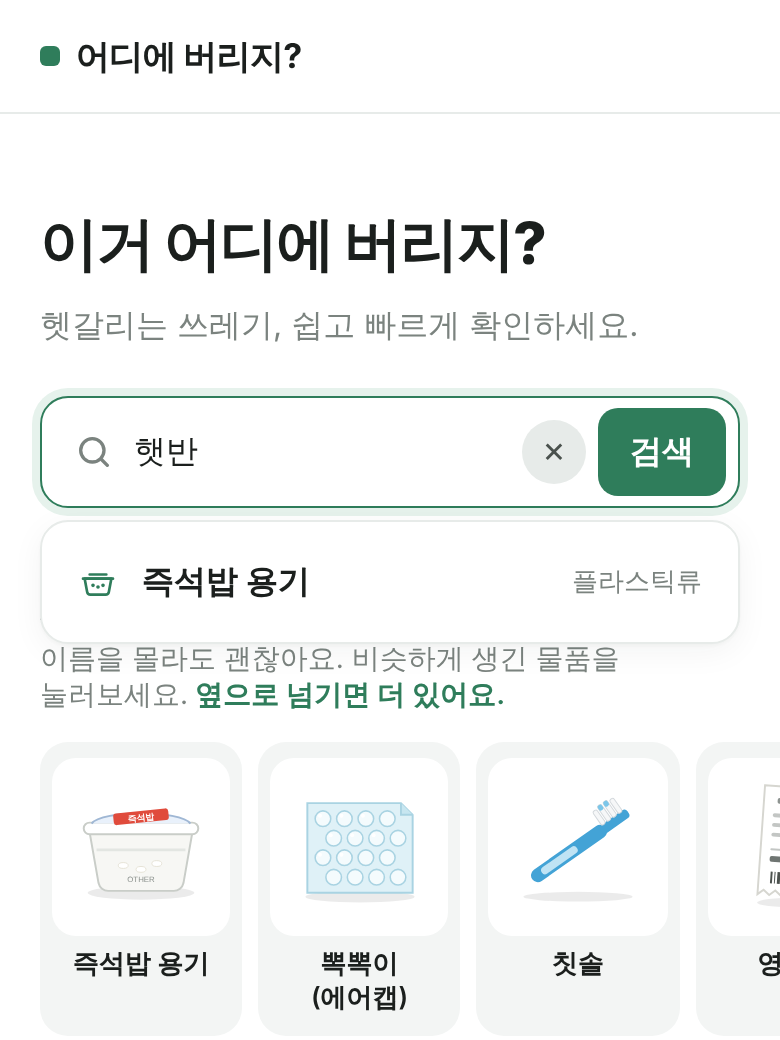 어디에 버리지?
이거 어디에 버리지?
헷갈리는 쓰레기, 쉽고 빠르게 확인하세요.
햇반
검색
즉석밥 용기
플라스틱류
이름을 몰라도 괜찮아요. 비슷하게 생긴 물품을
눌러보세요. 옆으로 넘기면 더 있어요.
즉석밥
OTHER
즉석밥 용기
뽁뽁이
(에어캡)
칫솔
영